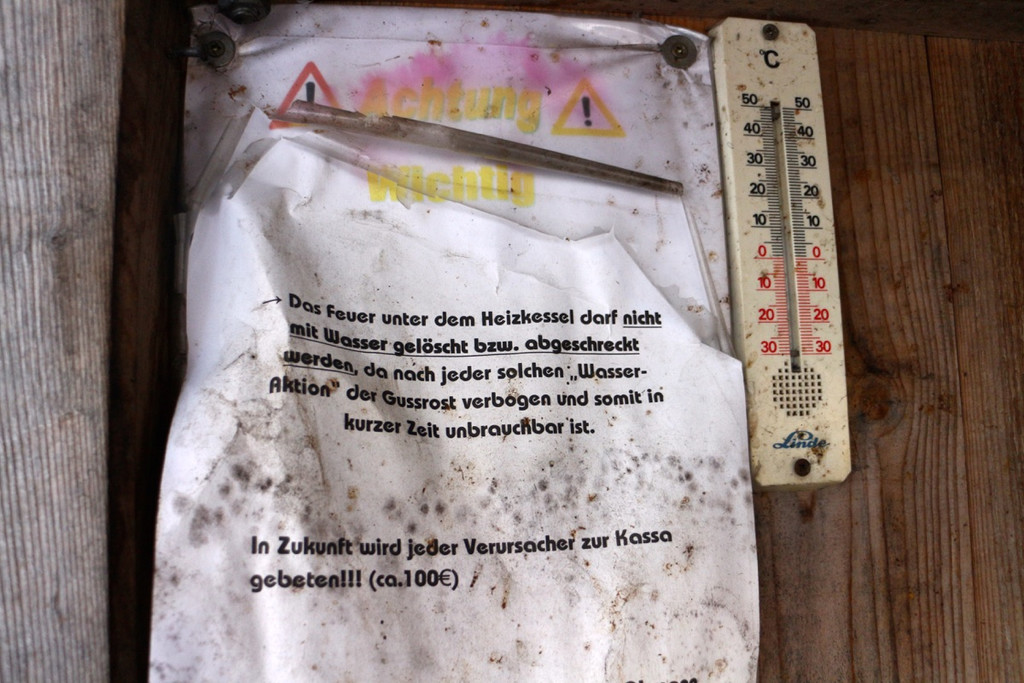 Achtung
Wichtig
→ Das Feuer unter dem Heizkessel darf nicht
mit Wasser gelöscht bzw. abgeschreckt
werden, da nach jeder solchen „Wasser-
Aktion" der Gussrost verbogen und somit in
kurzer Zeit unbrauchbar ist.
In Zukunft wird jeder Verursacher zur Kassa
gebeten!!! (ca.100€)
°C
50 50
40 40
30 30
20 20
10 10
0 0
10 10
20 20
30 30
Linde